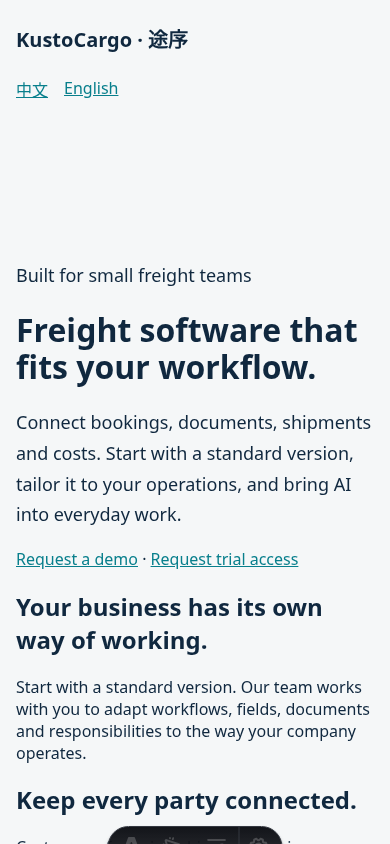 KustoCargo · 途序
中文 English
Built for small freight teams
Freight software that
fits your workflow.
Connect bookings, documents, shipments
and costs. Start with a standard version,
tailor it to your operations, and bring AI
into everyday work.
Request a demo · Request trial access
Your business has its own
way of working.
Start with a standard version. Our team works
with you to adapt workflows, fields, documents
and responsibilities to the way your company
operates.
Keep every party connected.